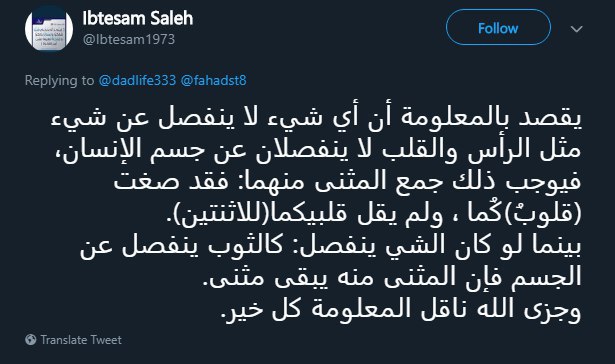 Ibtesam Saleh
@Ibtesam1973
Follow
Replying to @dadlife333 @fahadst8
يقصد بالمعلومة أن أي شيء لا ينفصل عن شيء
مثل الرأس والقلب لا ينفصلان عن جسم الإنسان،
فيوجب ذلك جمع المثنى منهما: فقد صغت
(قلوبُ)كُما ، ولم يقل قلبيكما(للاثنتين).
بينما لو كان الشي ينفصل: كالثوب ينفصل عن
الجسم فإن المثنى منه يبقى مثنى.
وجزى الله ناقل المعلومة كل خير.
Translate Tweet